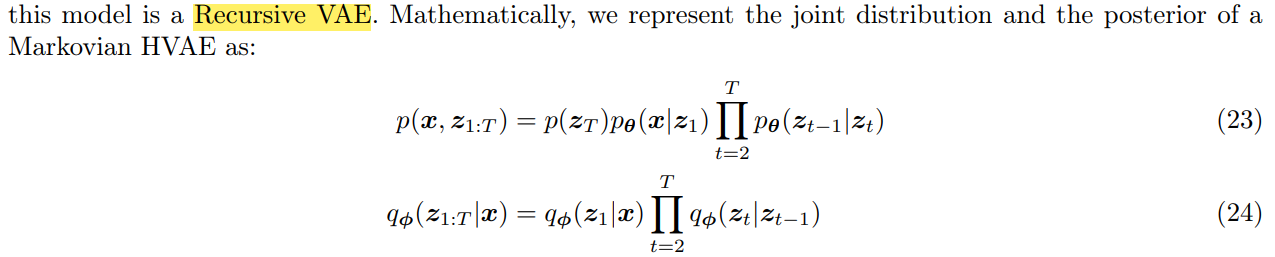 this model is a Recursive VAE. Mathematically, we represent the joint distribution and the posterior of a
Markovian HVAE as:
p(x, z_{1:T}) = p(z_T)p_θ(x|z_1) ∏_{t=2}^{T} p_θ(z_{t−1}|z_t) (23)
q_ϕ(z_{1:T}|x) = q_ϕ(z_1|x) ∏_{t=2}^{T} q_ϕ(z_t|z_{t−1}) (24)